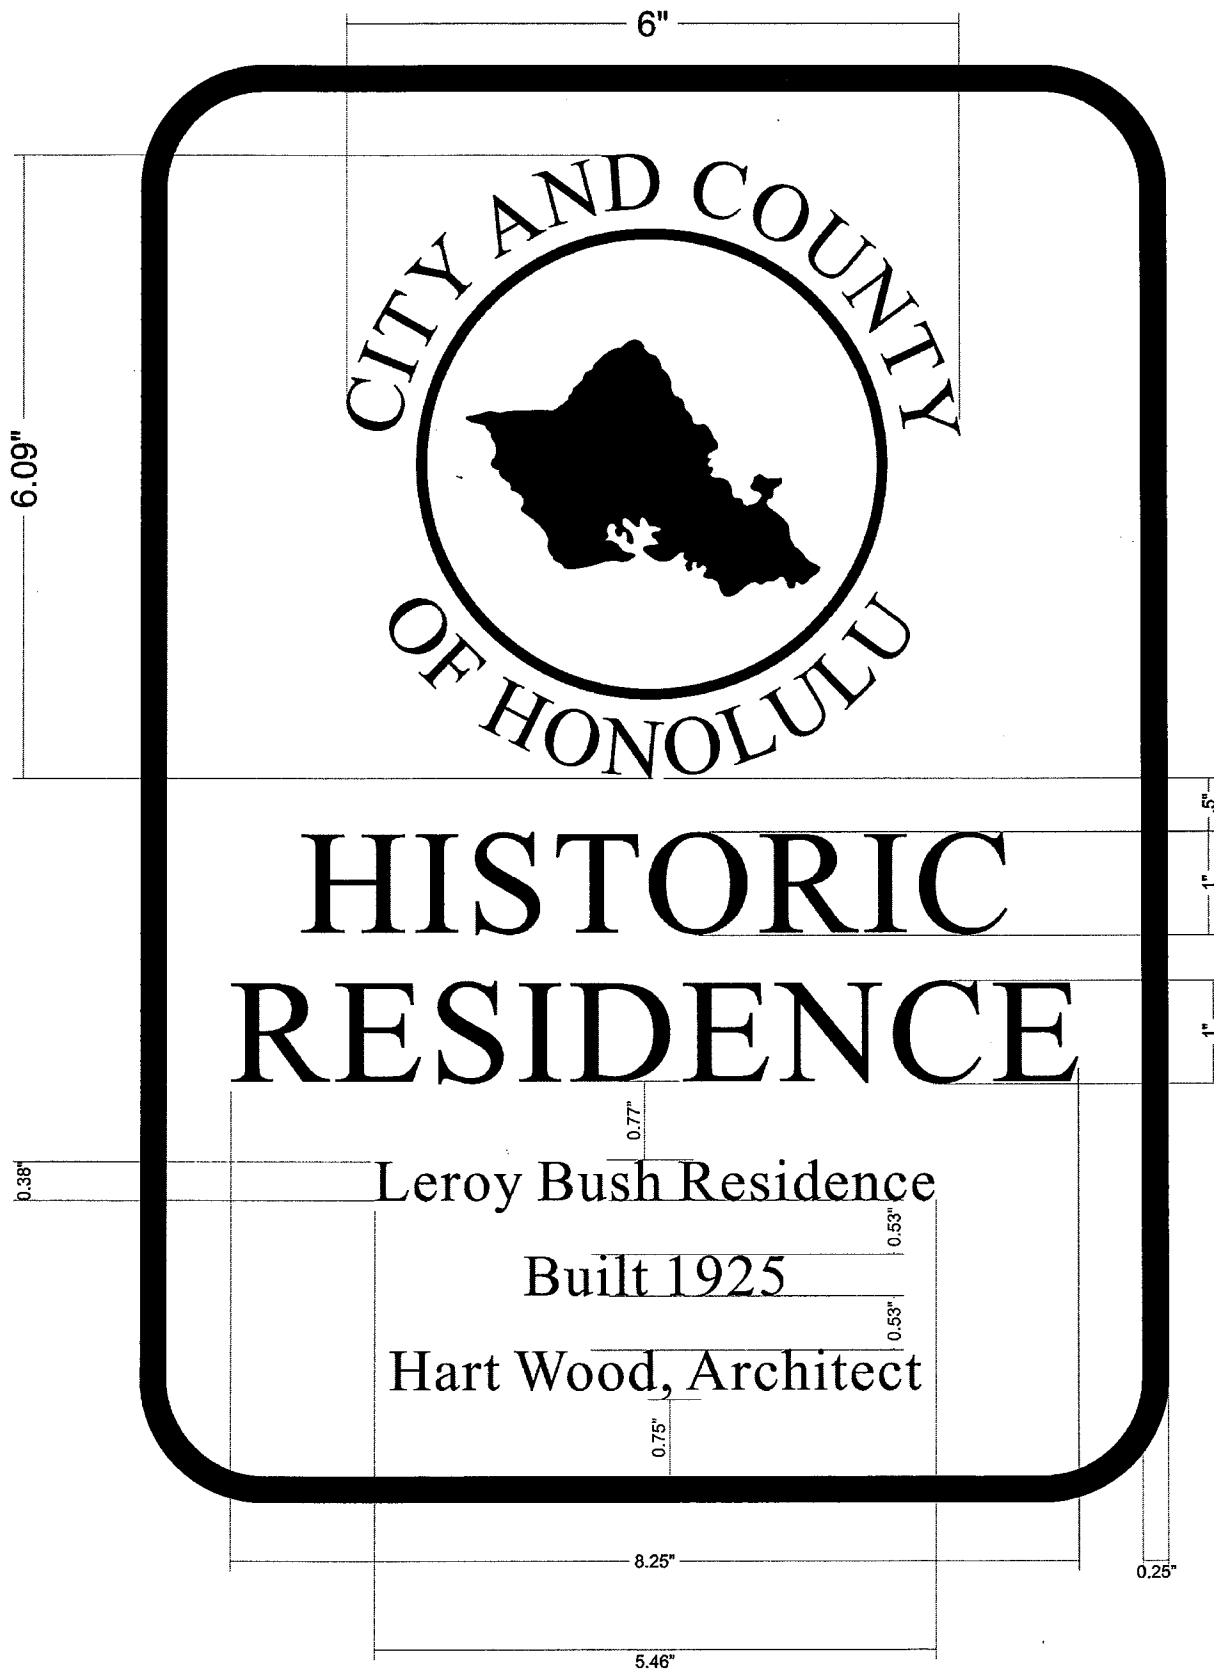 6"
CITY AND COUNTY
6.09"
OF HONOLULU
.5"
HISTORIC
1"
RESIDENCE
1"
0.77"
0.38"
Leroy Bush Residence
0.53"
Built 1925
0.53"
Hart Wood, Architect
0.75"
8.25"
0.25"
5.46"